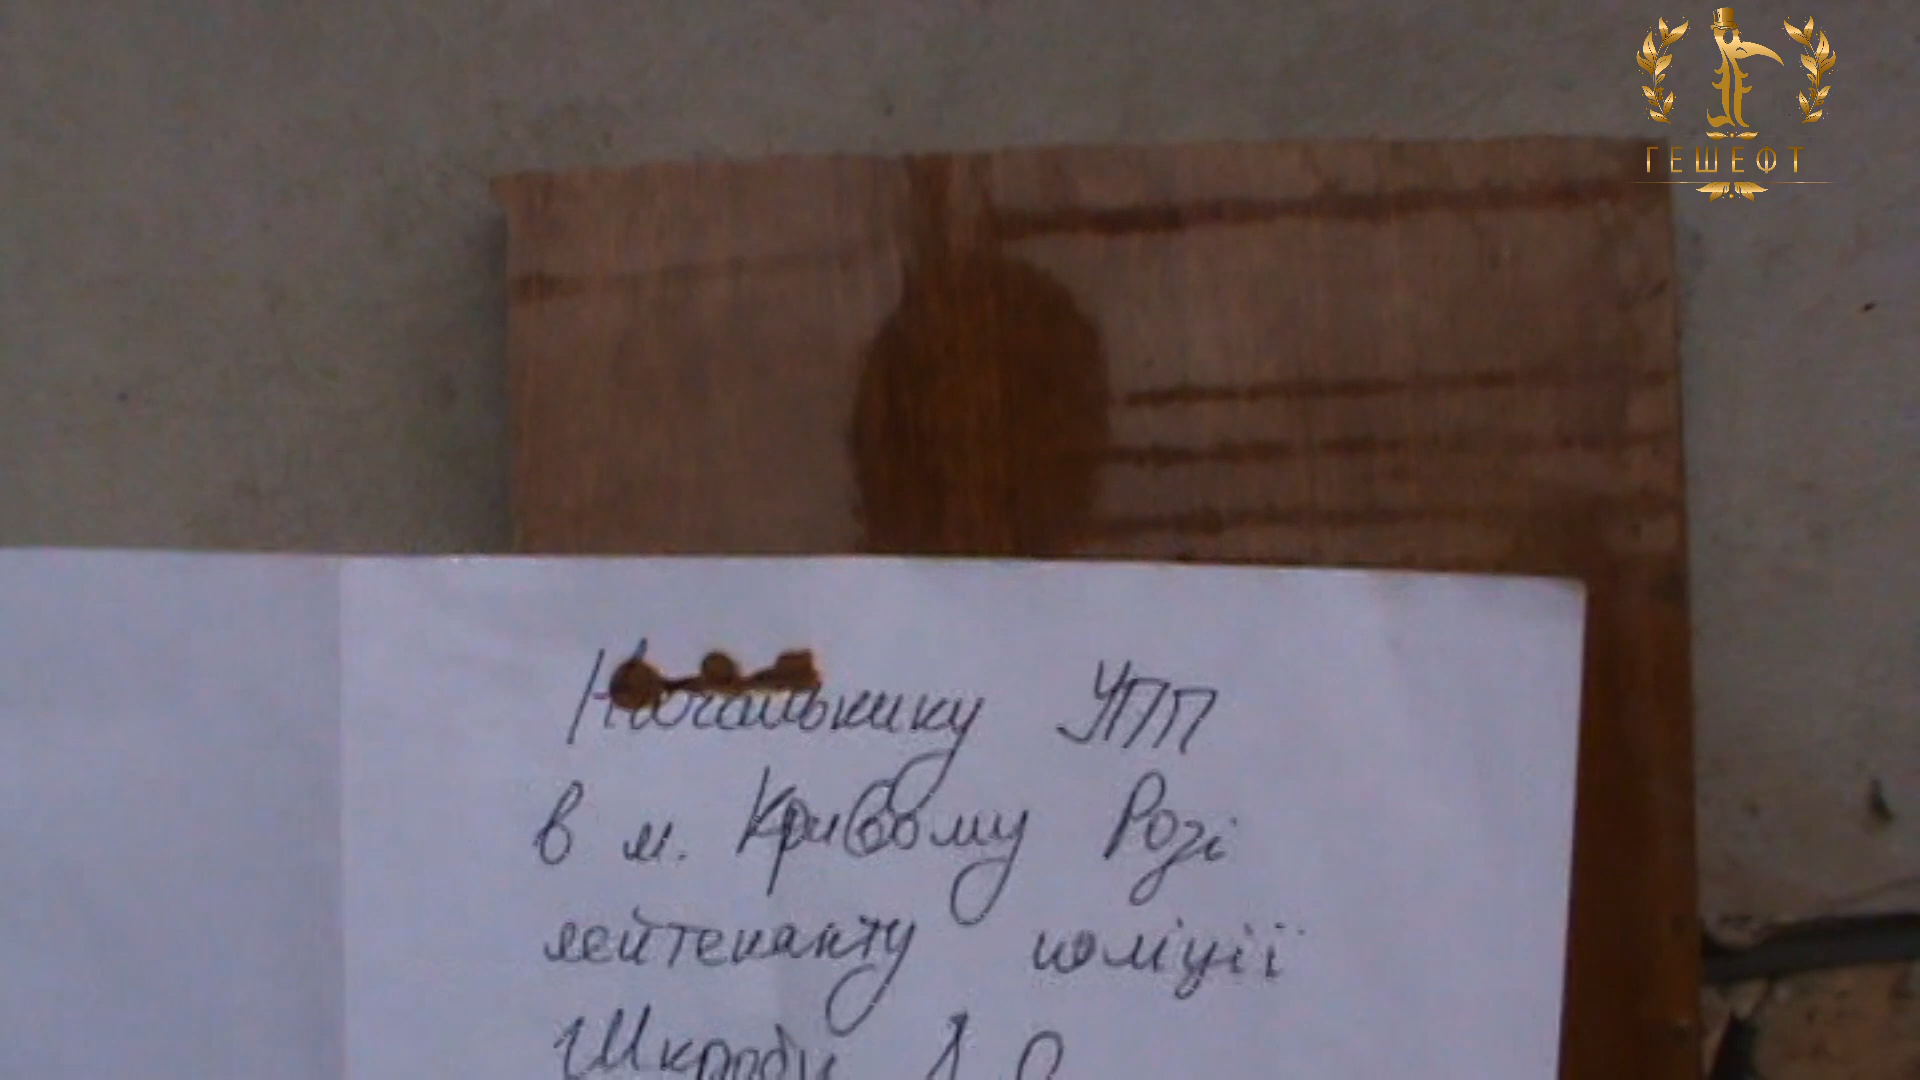 ГЕШЕФТ
Начальнику УПП
в м. Кривому Розі
лейтенанту поліції